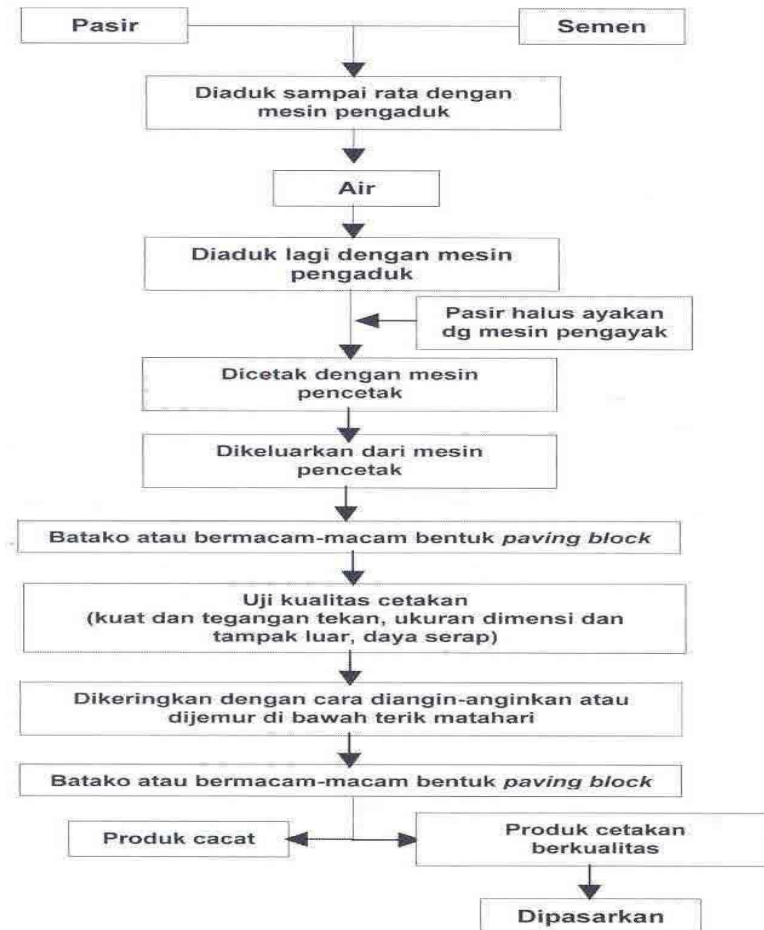 Pasir
Semen
Diaduk sampai rata dengan
mesin pengaduk
Air
Diaduk lagi dengan mesin
pengaduk
Pasir halus ayakan
dg mesin pengayak
Dicetak dengan mesin
pencetak
Dikeluarkan dari mesin
pencetak
Batako atau bermacam-macam bentuk paving block
Uji kualitas cetakan
(kuat dan tegangan tekan, ukuran dimensi dan
tampak luar, daya serap)
Dikeringkan dengan cara diangin-anginkan atau
dijemur di bawah terik matahari
Batako atau bermacam-macam bentuk paving block
Produk cacat
Produk cetakan
berkualitas
Dipasarkan